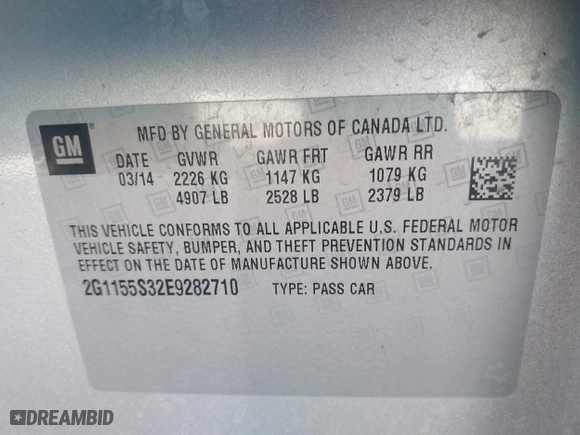 GM ® MFD BY GENERAL MOTORS OF CANADA LTD.
DATE GVWR GAWR FRT GAWR RR
03/14 2226 KG 1147 KG 1079 KG
4907 LB 2528 LB 2379 LB
THIS VEHICLE CONFORMS TO ALL APPLICABLE U.S. FEDERAL MOTOR
VEHICLE SAFETY, BUMPER, AND THEFT PREVENTION STANDARDS IN
EFFECT ON THE DATE OF MANUFACTURE SHOWN ABOVE.
2G1155S32E9282710 TYPE: PASS CAR
DREAMBID